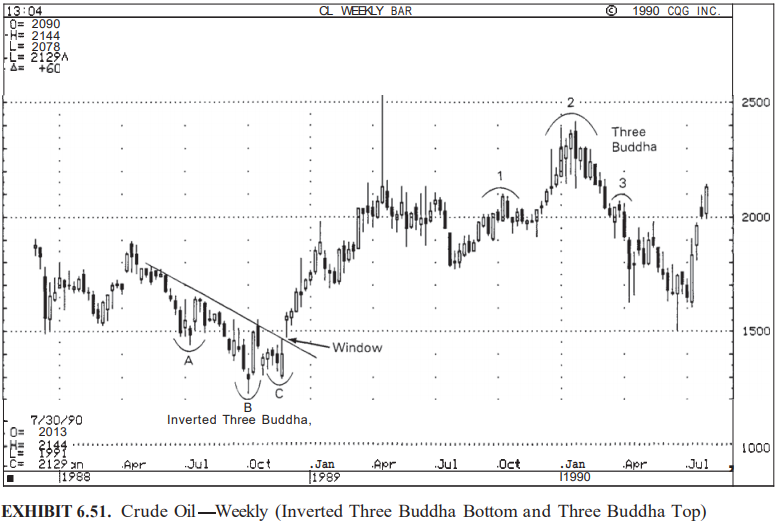 13:04 CL WEEKLY BAR © 1990 CQG INC.
O= 2090
H= 2144
L= 2078
L= 2129A
Δ= +60
2500
2
Three
Buddha
1
3
2000
1500
Window
A
B
C
Inverted Three Buddha,
7/30/90
O= 2013
H= 2144
L= 1991
C= 2129
1000
Apr Jul Oct Jan Apr Jul Oct Jan Apr Jul
1988 1989 1990
EXHIBIT 6.51. Crude Oil—Weekly (Inverted Three Buddha Bottom and Three Buddha Top)